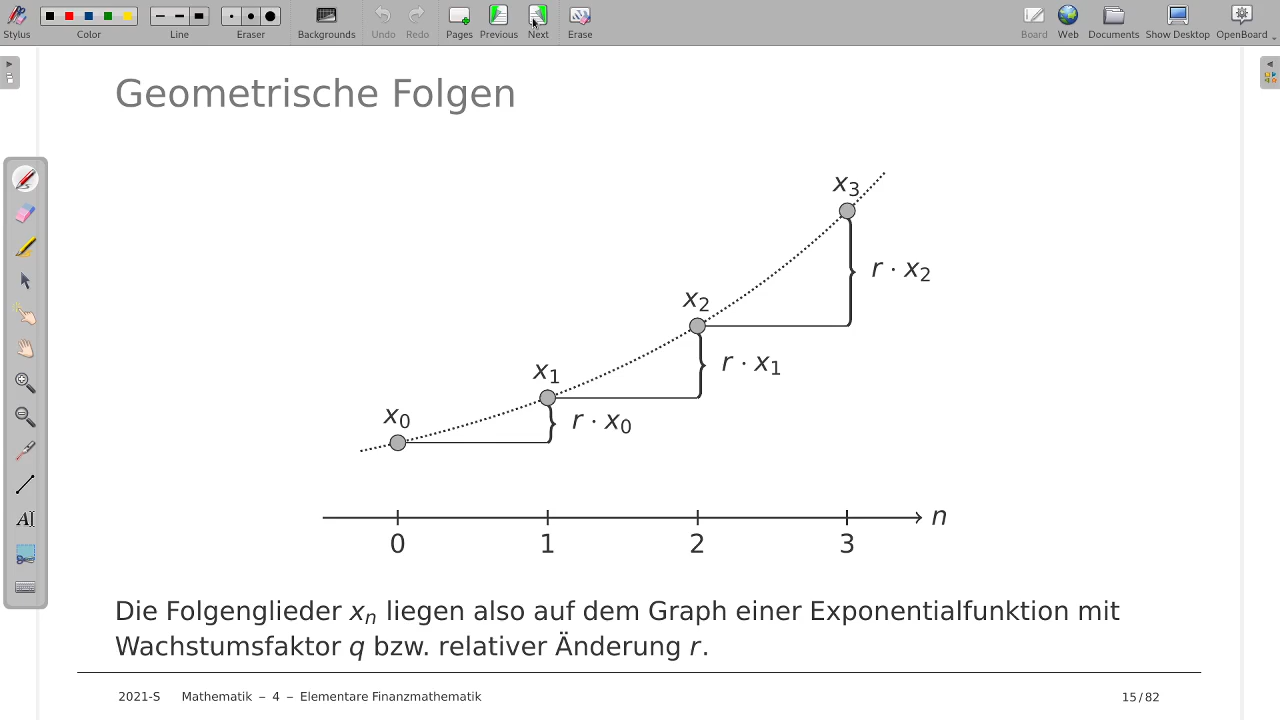 Stylus
Color
Line
Eraser
Backgrounds
Undo
Redo
Pages
Previous
Next
Erase
Board
Web
Documents
Show Desktop
OpenBoard
Geometrische Folgen
x₃
r · x₂
x₂
r · x₁
x₁
r · x₀
x₀
n
0 1 2 3
Die Folgenglieder xₙ liegen also auf dem Graph einer Exponentialfunktion mit
Wachstumsfaktor q bzw. relativer Änderung r.
2021-S Mathematik – 4 – Elementare Finanzmathematik 15/82
AI